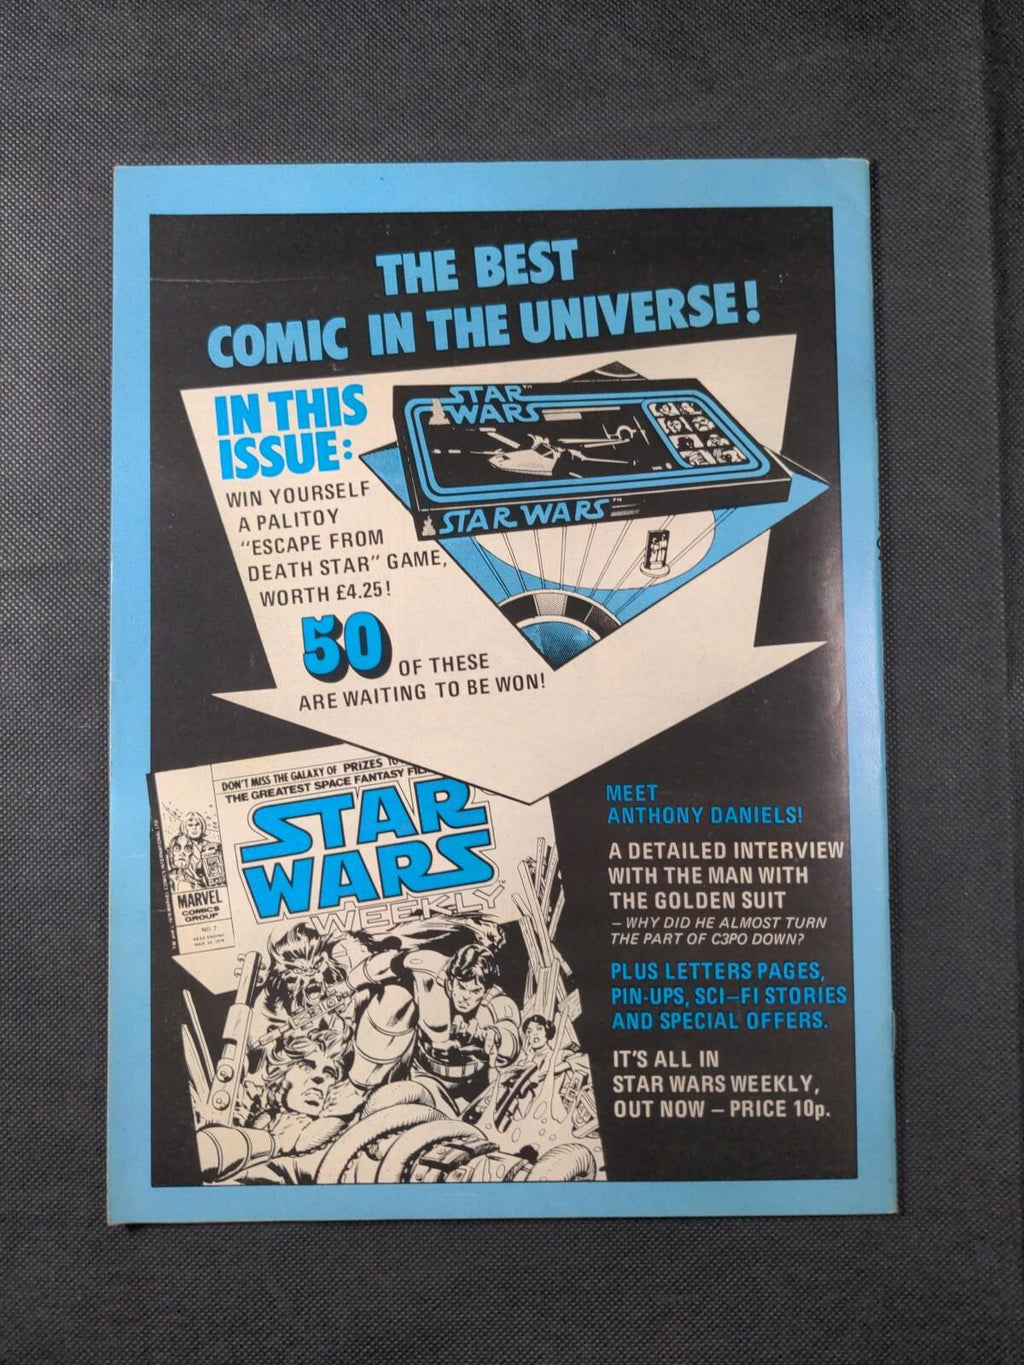 THE BEST
COMIC IN THE UNIVERSE!
IN THIS
ISSUE:
WIN YOURSELF
A PALITOY
"ESCAPE FROM
DEATH STAR" GAME,
WORTH £4.25!
50 OF THESE
ARE WAITING TO BE WON!
STAR
WARS
STAR WARS
DON'T MISS THE GALAXY OF PRIZES TO
THE GREATEST SPACE FANTASY FIL
STAR
WARS
WEEKLY
MARVEL
COMICS
GROUP
NO. 7
MEET
ANTHONY DANIELS!
A DETAILED INTERVIEW
WITH THE MAN WITH
THE GOLDEN SUIT
– WHY DID HE ALMOST TURN
THE PART OF C3PO DOWN?
PLUS LETTERS PAGES,
PIN-UPS, SCI–FI STORIES
AND SPECIAL OFFERS.
IT'S ALL IN
STAR WARS WEEKLY,
OUT NOW – PRICE 10p.